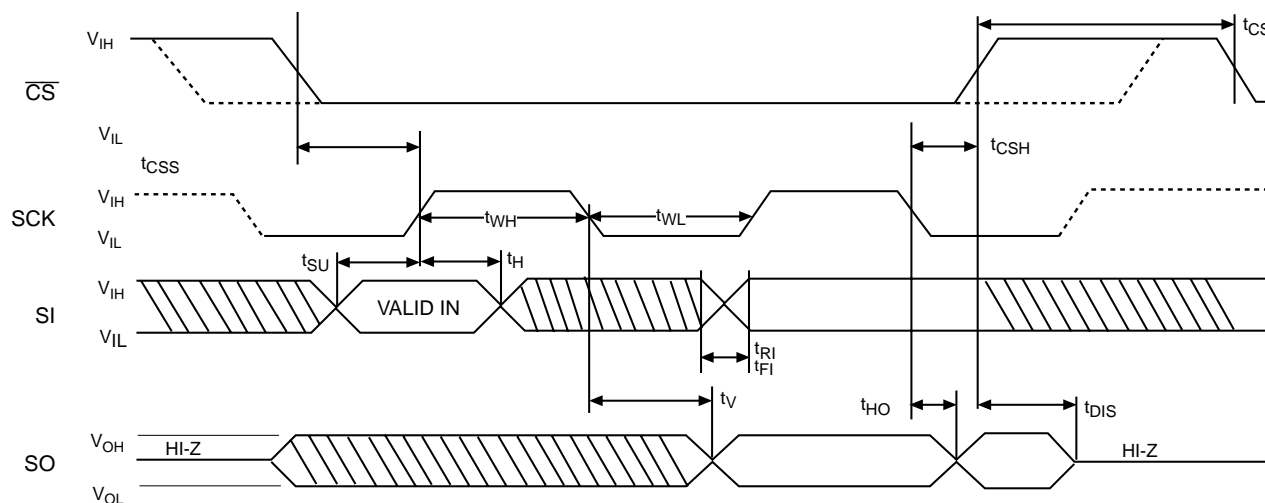 V_IH
t_CS
C̅S̅
V_IL
t_CSS
t_CSH
V_IH
SCK
t_WH
t_WL
V_IL
t_SU
t_H
V_IH
SI
VALID IN
V_IL
t_RI
t_FI
t_V
t_HO
t_DIS
V_OH
HI-Z
HI-Z
SO
V_OL